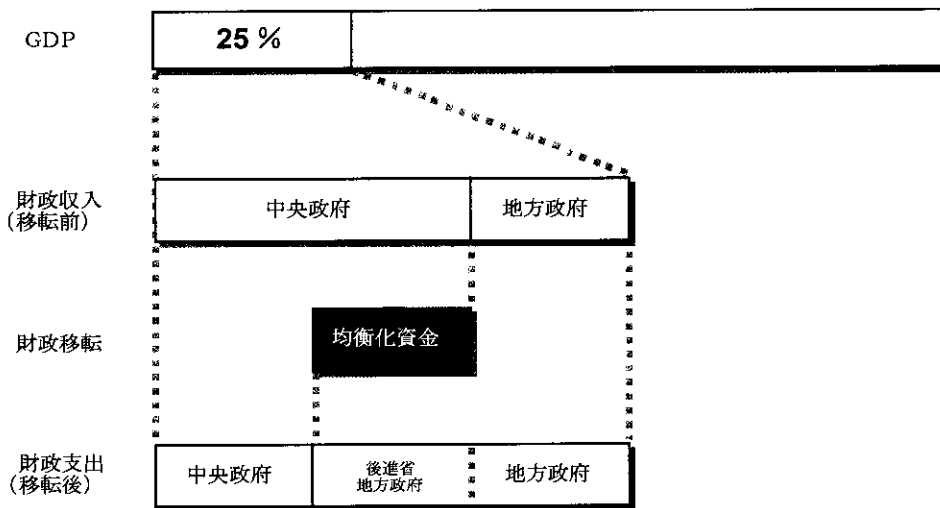 GDP
25 %
財政収入
(移転前)
中央政府
地方政府
財政移転
均衡化資金
財政支出
(移転後)
中央政府
後進省
地方政府
地方政府